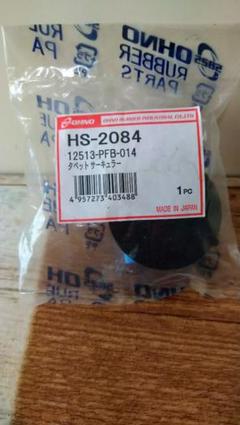 OHNO
RUBBER
PARTS
OHNO
OHNO RUBBER INDUSTRIAL CO.,LTD.
HS-2084
12513-PFB-014
タペットサーキュラー
1PC
4 957273 403488
MADE IN JAPAN